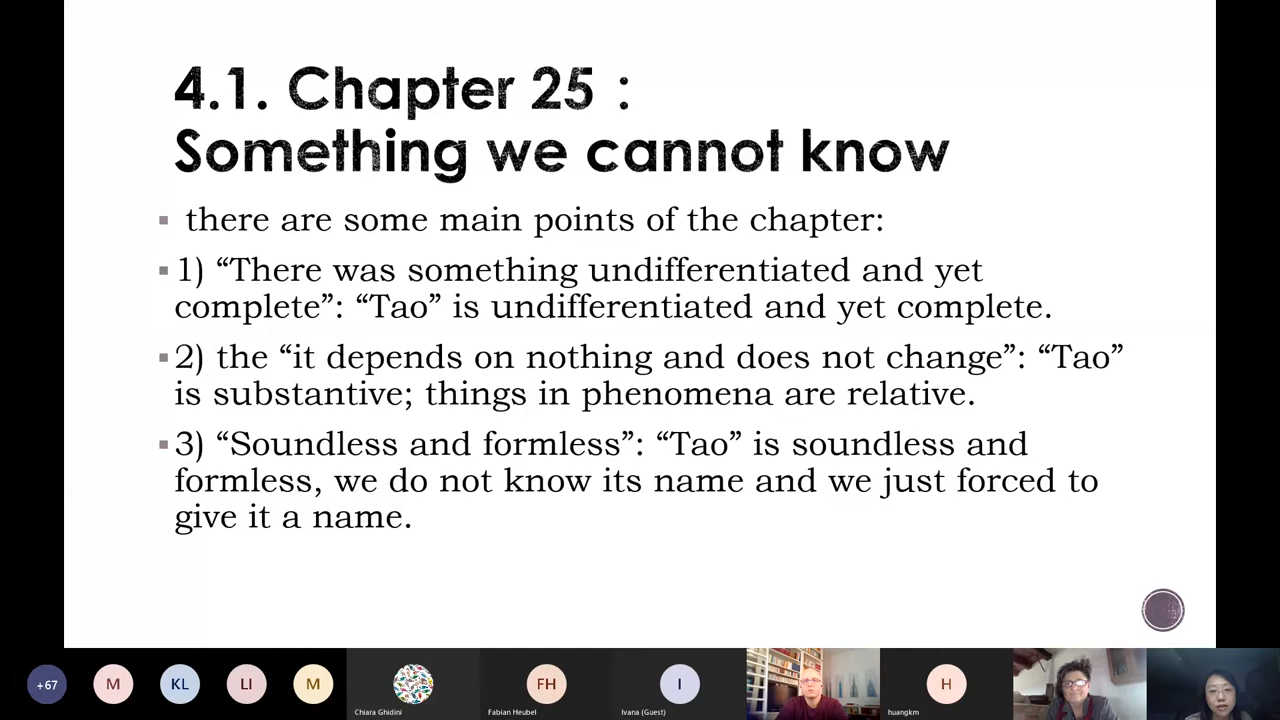 4.1. Chapter 25 :
Something we cannot know
there are some main points of the chapter:
1) “There was something undifferentiated and yet
complete”: “Tao” is undifferentiated and yet complete.
2) the “it depends on nothing and does not change”: “Tao”
is substantive; things in phenomena are relative.
3) “Soundless and formless”: “Tao” is soundless and
formless, we do not know its name and we just forced to
give it a name.
+67 M KL LI M FH I H
Chiara Ghidini Fabian Heubel Ivana (Guest) huangkm